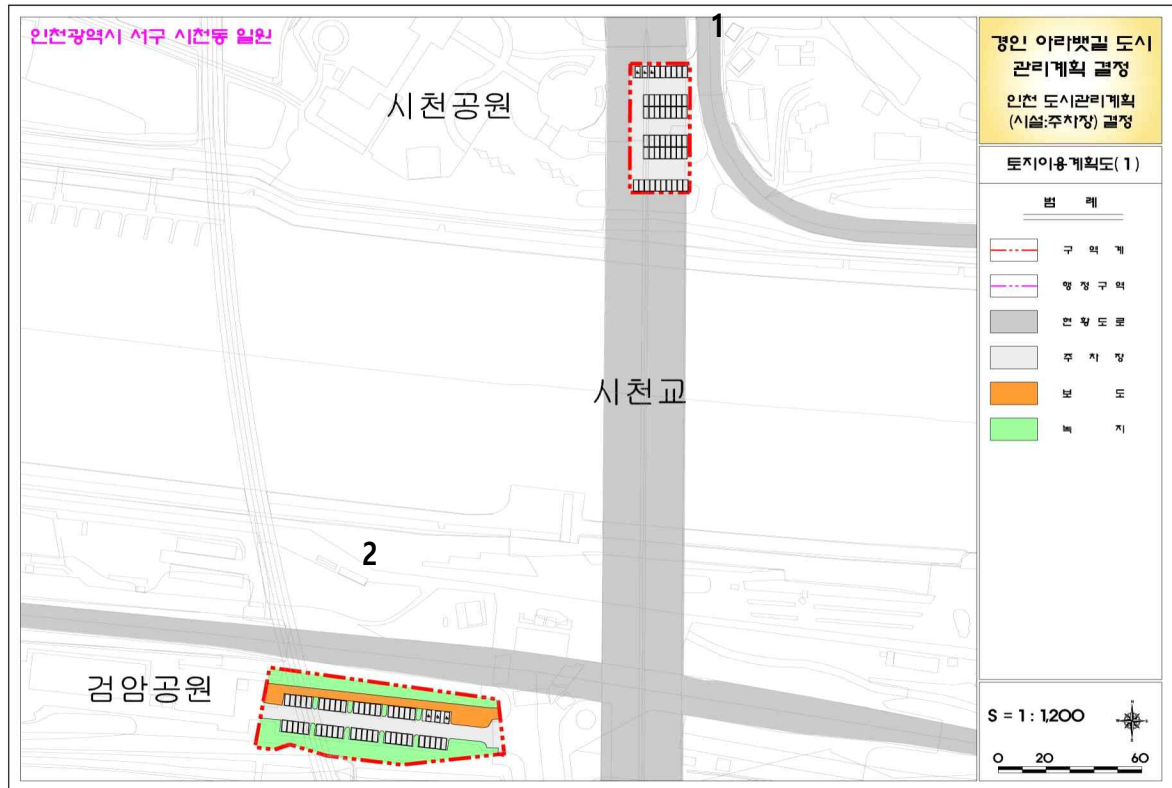 인천광역시 서구 시천동 일원
1
시천공원
시천교
2
검암공원
경인 아라뱃길 도시
관리계획 결정
인천 도시관리계획
(시설:주차장) 결정
토지이용계획도(1)
범 례
구 역 계
행 정 구 역
현 황 도 로
주 차 장
보 도
녹 지
S = 1 : 1,200
0 20 60